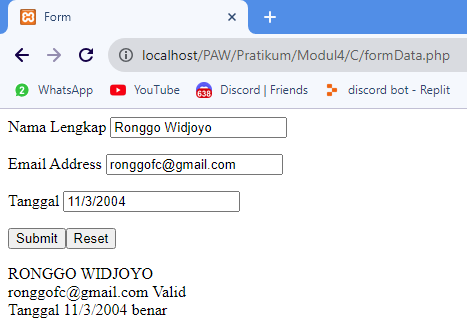 Form
localhost/PAW/Pratikum/Modul4/C/formData.php
2 WhatsApp YouTube 638 Discord | Friends discord bot - Replit
Nama Lengkap Ronggo Widjoyo
Email Address ronggofc@gmail.com
Tanggal 11/3/2004
Submit Reset
RONGGO WIDJOYO
ronggofc@gmail.com Valid
Tanggal 11/3/2004 benar